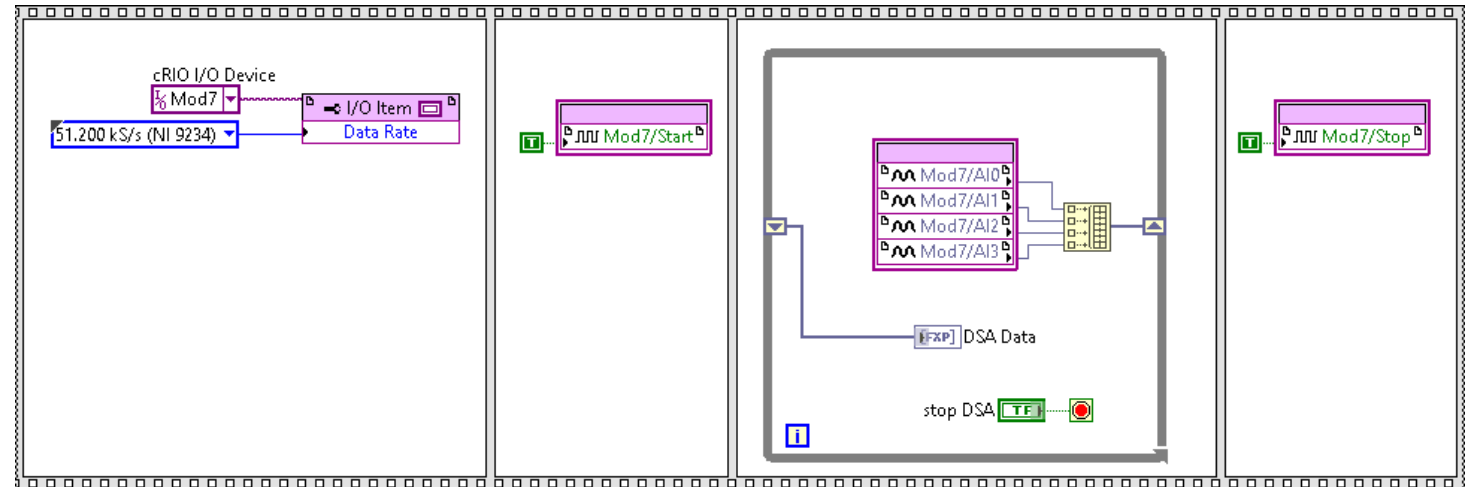 cRIO I/O Device
I/O Mod7
I/O Item
51.200 kS/s (NI 9234)
Data Rate
T
Mod7/Start
Mod7/AI0
Mod7/AI1
Mod7/AI2
Mod7/AI3
[FXP] DSA Data
stop DSA TF
i
T
Mod7/Stop